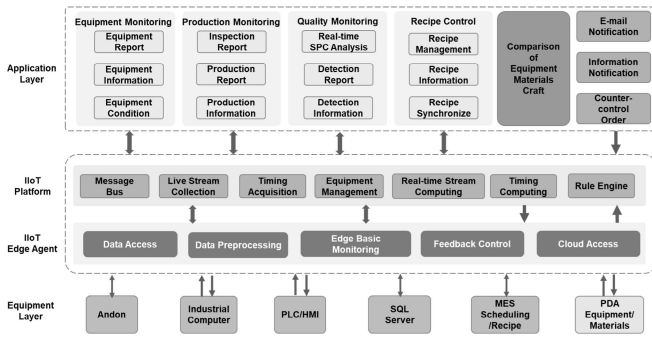 Equipment Monitoring
Production Monitoring
Quality Monitoring
Recipe Control
E-mail
Notification
Equipment
Report
Inspection
Report
Real-time
SPC Analysis
Recipe
Management
Comparison
of
Equipment
Materials
Craft
Application
Layer
Equipment
Information
Production
Report
Detection
Report
Recipe
Information
Information
Notification
Equipment
Condition
Production
Information
Detection
Information
Recipe
Synchronize
Counter-
control
Order
IIoT
Platform
Message
Bus
Live Stream
Collection
Timing
Acquisition
Equipment
Management
Real-time Stream
Computing
Timing
Computing
Rule Engine
IIoT
Edge Agent
Data Access
Data Preprocessing
Edge Basic
Monitoring
Feedback Control
Cloud Access
Equipment
Layer
Andon
Industrial
Computer
PLC/HMI
SQL
Server
MES
Scheduling
/Recipe
PDA
Equipment/
Materials